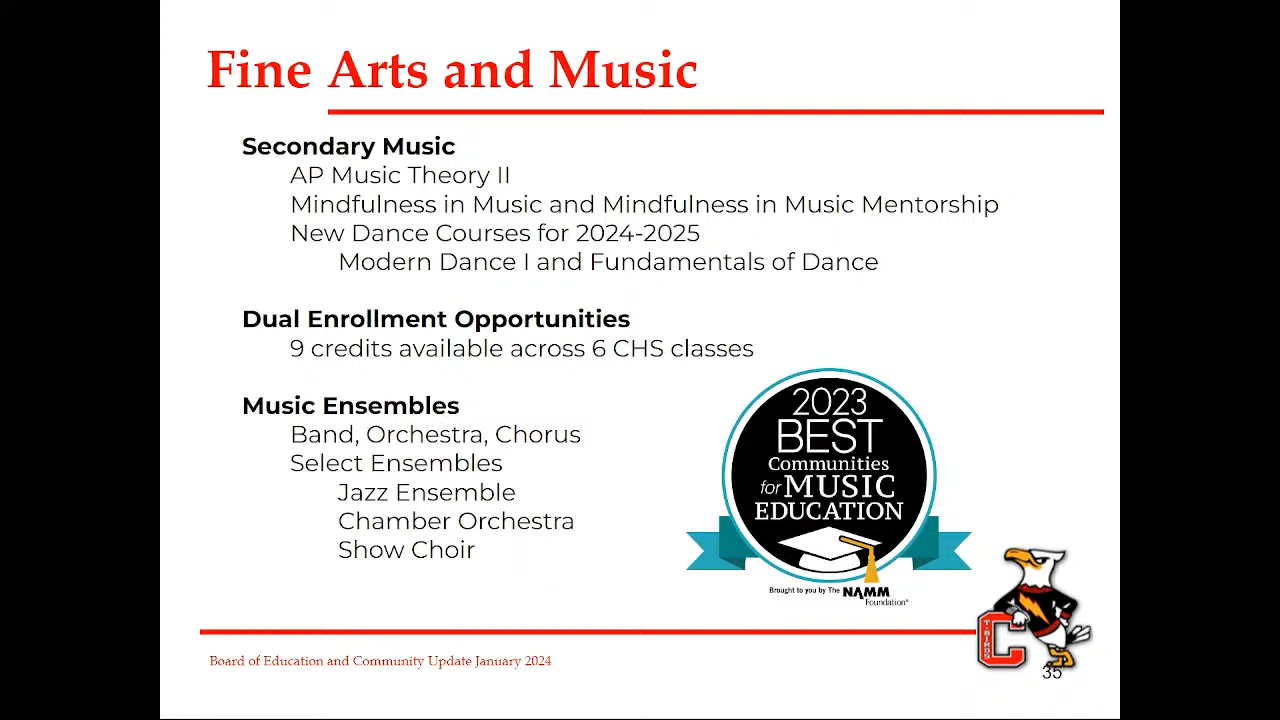 Fine Arts and Music
Secondary Music
AP Music Theory II
Mindfulness in Music and Mindfulness in Music Mentorship
New Dance Courses for 2024-2025
Modern Dance I and Fundamentals of Dance
Dual Enrollment Opportunities
9 credits available across 6 CHS classes
Music Ensembles
Band, Orchestra, Chorus
Select Ensembles
Jazz Ensemble
Chamber Orchestra
Show Choir
2023
BEST
Communities
for MUSIC
EDUCATION
Brought to you by The NAMM
Foundation®
C
T-BIRDS
Board of Education and Community Update January 2024
35